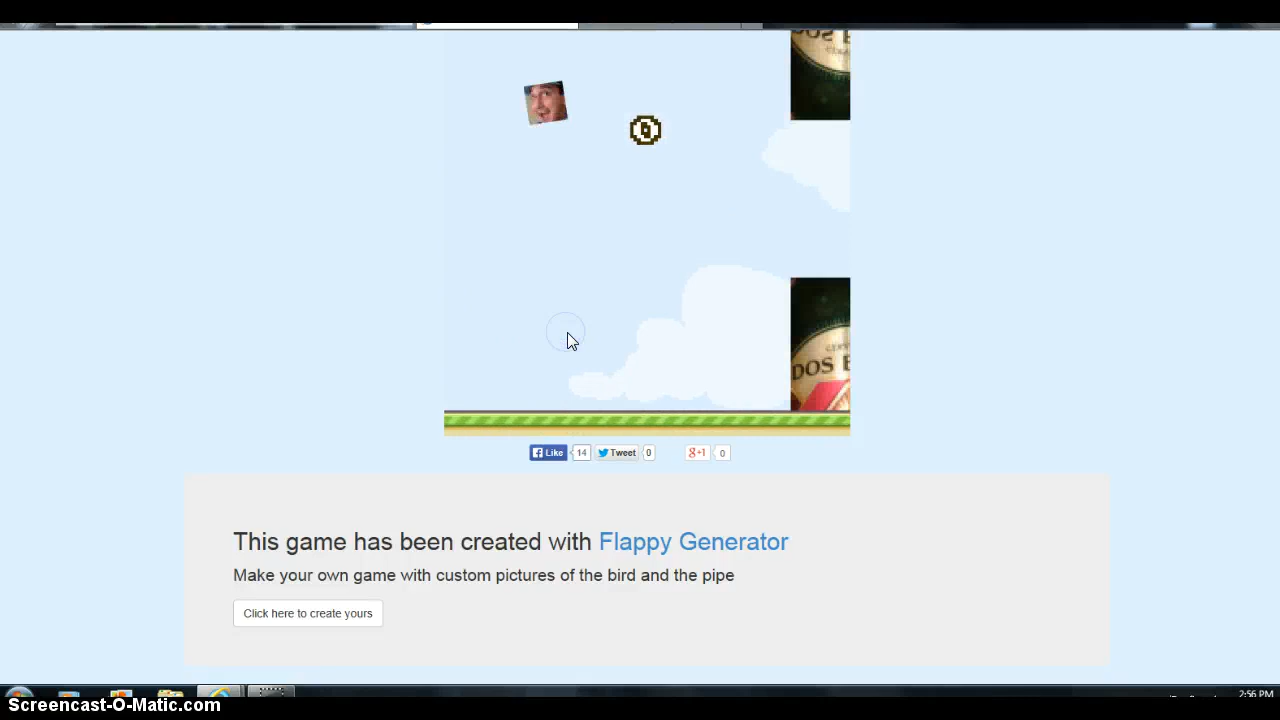 0
Like 14 Tweet 0 +1 0
DOS E
This game has been created with Flappy Generator
Make your own game with custom pictures of the bird and the pipe
Click here to create yours
2:56 PM
Screencast-O-Matic.com